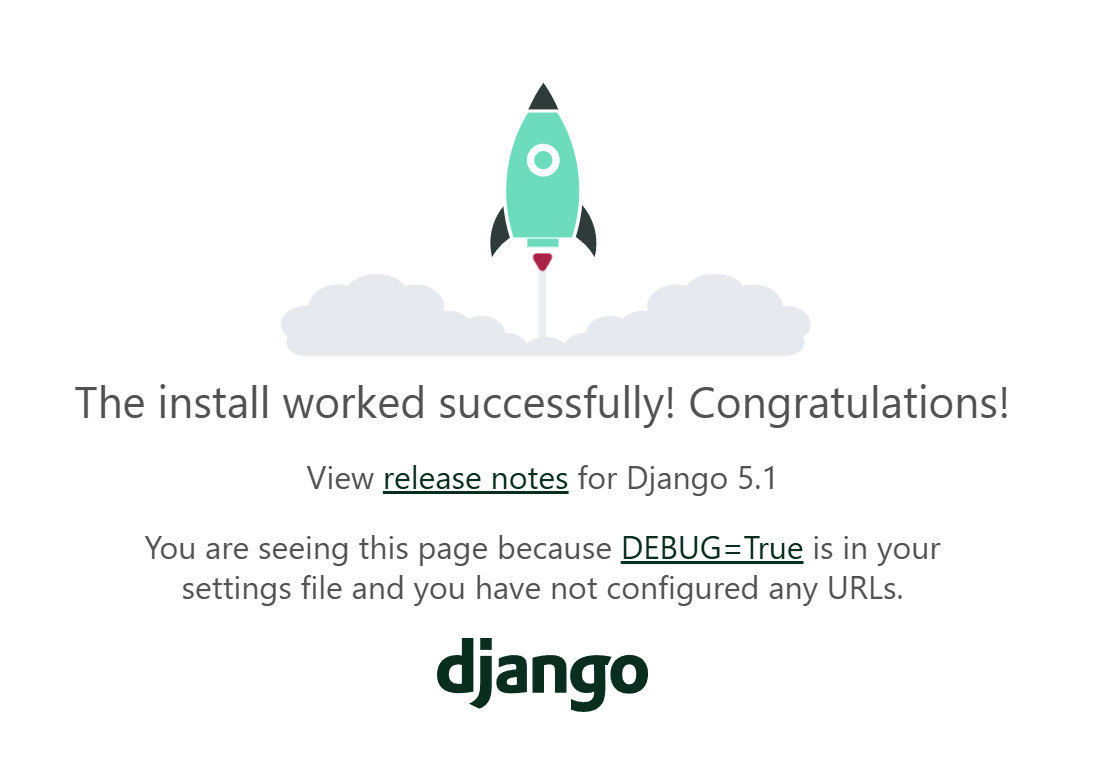 The install worked successfully! Congratulations!
View release notes for Django 5.1
You are seeing this page because DEBUG=True is in your
settings file and you have not configured any URLs.
django